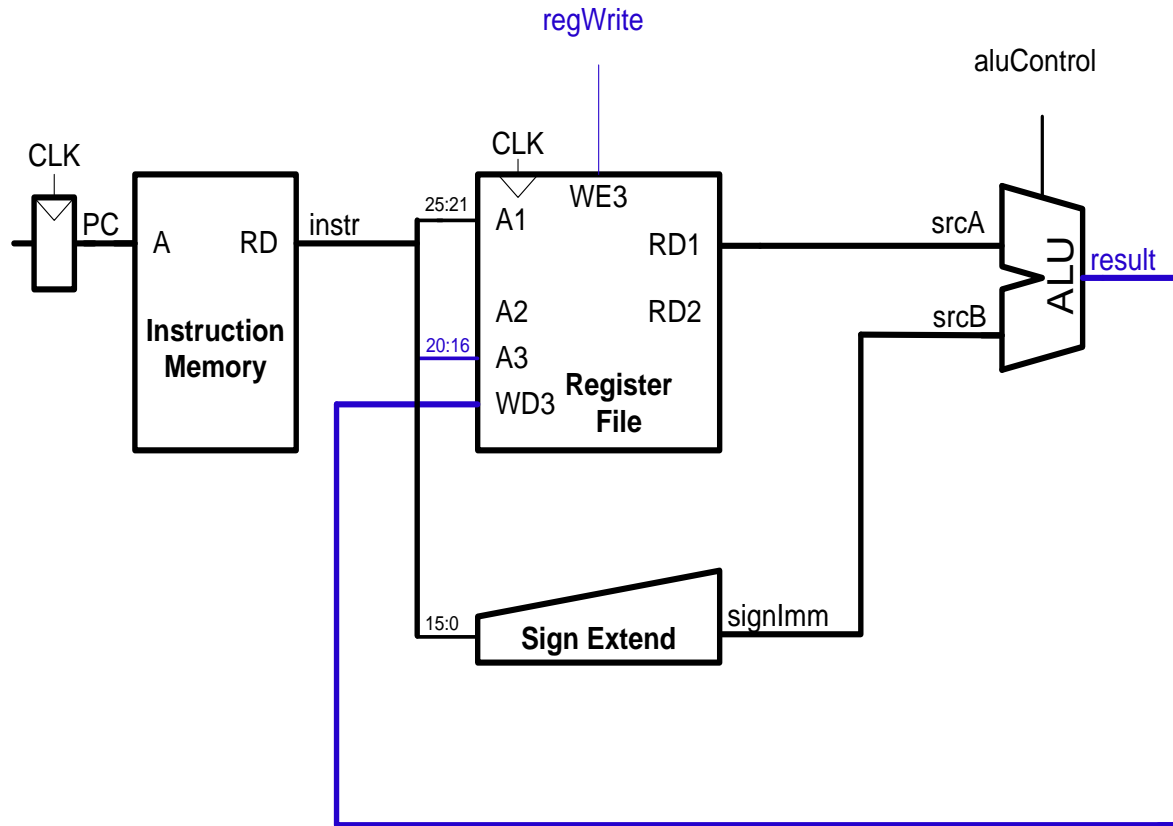 regWrite
aluControl
CLK
CLK
PC
A
RD
Instruction
Memory
instr
25:21
20:16
15:0
A1
WE3
RD1
A2
RD2
A3
WD3
Register
File
srcA
srcB
ALU
result
Sign Extend
signImm